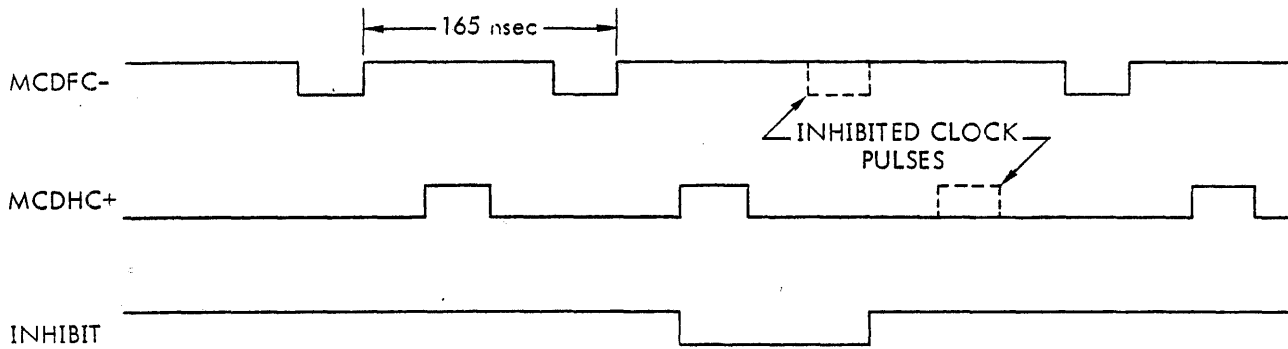 165 nsec
MCDFC-
INHIBITED CLOCK
PULSES
MCDHC+
INHIBIT